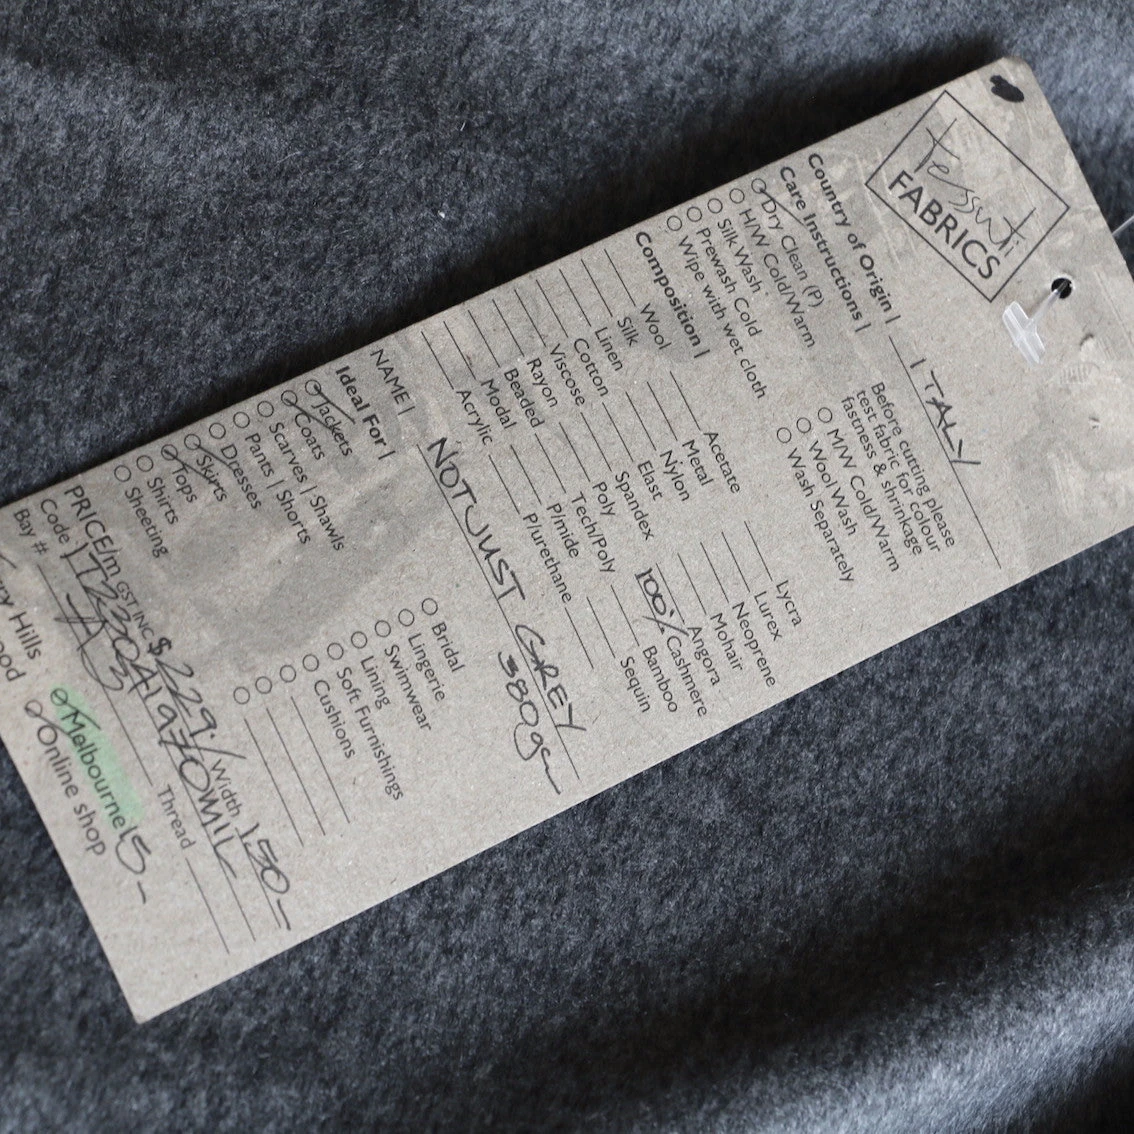 tessuti
FABRICS
Country of Origin | ITALY
Care Instructions |
Dry Clean (P)
H/W Cold/Warm
Silk Wash
Prewash Cold
Wipe with wet cloth
Before cutting please
test fabric for colour
fastness & shrinkage
M/W Cold/Warm
Wool Wash
Wash Separately
Composition |
Wool
Silk
Linen
Cotton
Viscose
Rayon
Beaded
Modal
Acrylic
Acetate
Metal
Nylon
Elast
Spandex
Poly
Tech/Poly
P/mide
P/urethane
Lycra
Lurex
Neoprene
Mohair
Angora
100% Cashmere
Bamboo
Sequin
NAME | NOT JUST GREY
380gsm
Ideal For |
Jackets
Coats
Scarves | Shawls
Pants | Shorts
Dresses
Skirts
Tops
Shirts
Sheeting
Bridal
Lingerie
Swimwear
Lining
Soft Furnishings
Cushions
PRICE/m GST INC $229./ Width 150-
Code |
Bay # A3 Thread
ry Hills
ood
Melbourne
Online shop